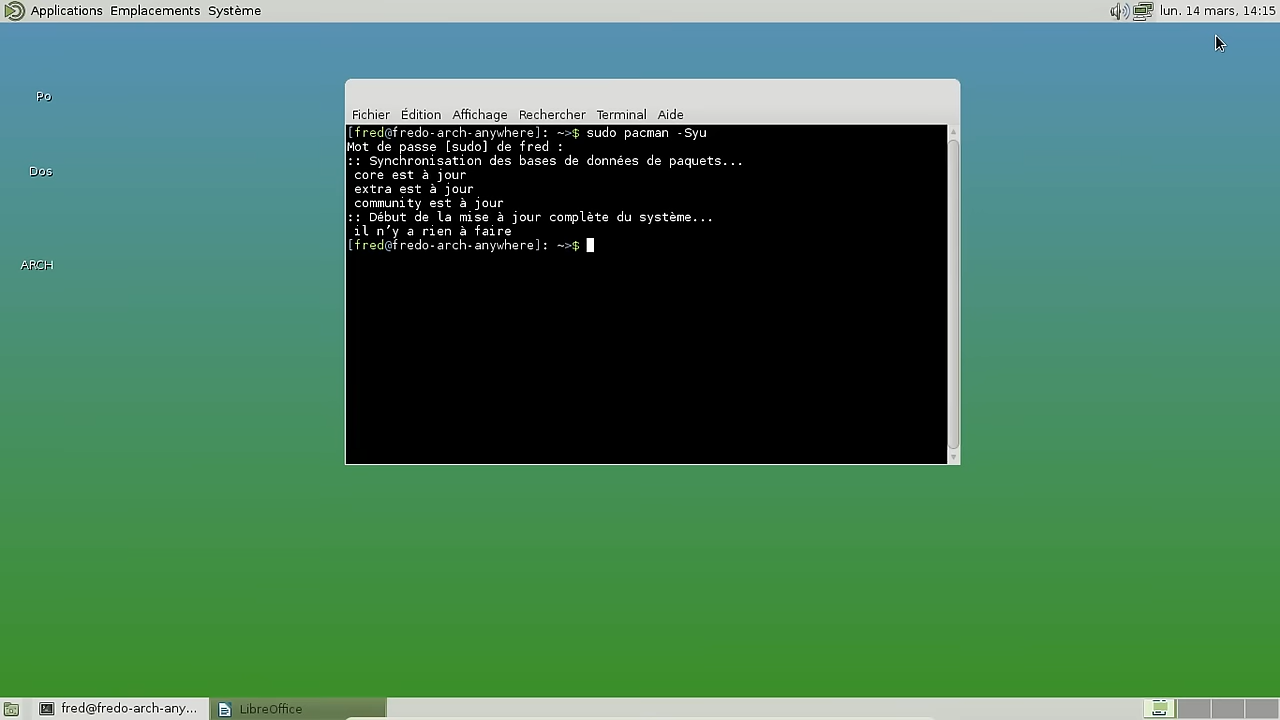 Applications Emplacements Système
lun. 14 mars, 14:15
Po
Dos
ARCH
Fichier Édition Affichage Rechercher Terminal Aide
[fred@fredo-arch-anywhere]: ~>$ sudo pacman -Syu
Mot de passe [sudo] de fred :
:: Synchronisation des bases de données de paquets...
core est à jour
extra est à jour
community est à jour
:: Début de la mise à jour complète du système...
il n’y a rien à faire
[fred@fredo-arch-anywhere]: ~>$
fred@fredo-arch-any...
LibreOffice